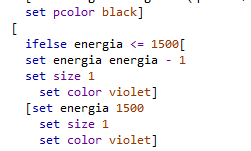 set pcolor black]
[
ifelse energia <= 1500[
set energia energia - 1
set size 1
set color violet]
[set energia 1500
set size 1
set color violet]